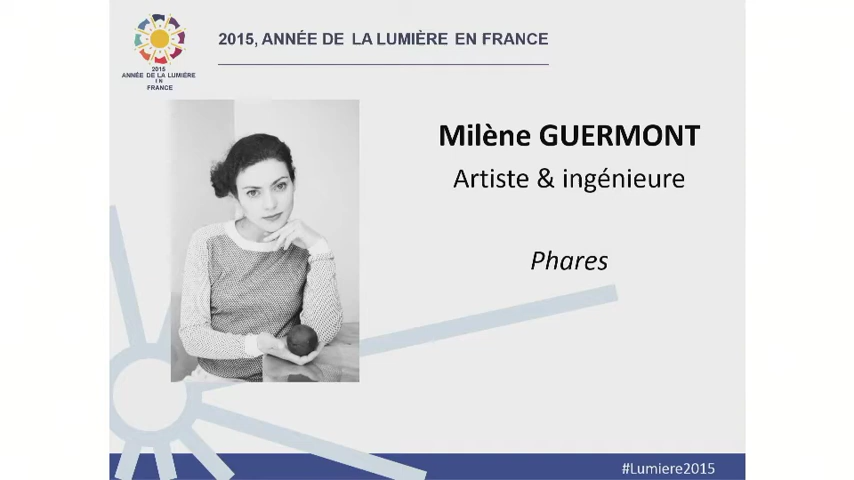 2015, ANNÉE DE LA LUMIÈRE EN FRANCE
2015
ANNÉE DE LA LUMIÈRE
IN
FRANCE
Milène GUERMONT
Artiste & ingénieure
Phares
#Lumiere2015